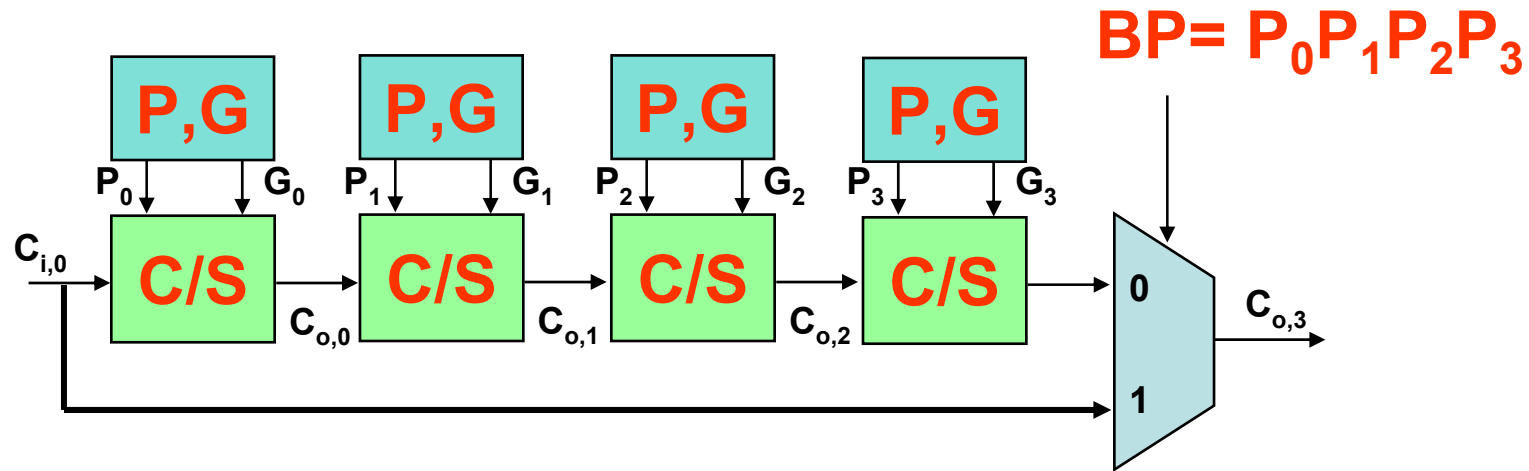 BP= P₀P₁P₂P₃
P,G P,G P,G P,G
P₀ G₀ P₁ G₁ P₂ G₂ P₃ G₃
C/S C/S C/S C/S
Cᵢ,₀
Cₒ,₀ Cₒ,₁ Cₒ,₂
0
Cₒ,₃
1